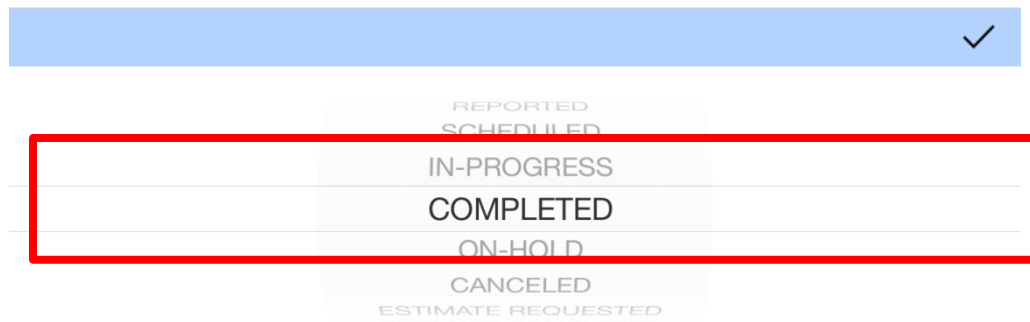 REPORTED
SCHEDULED
IN-PROGRESS
COMPLETED
ON-HOLD
CANCELED
ESTIMATE REQUESTED